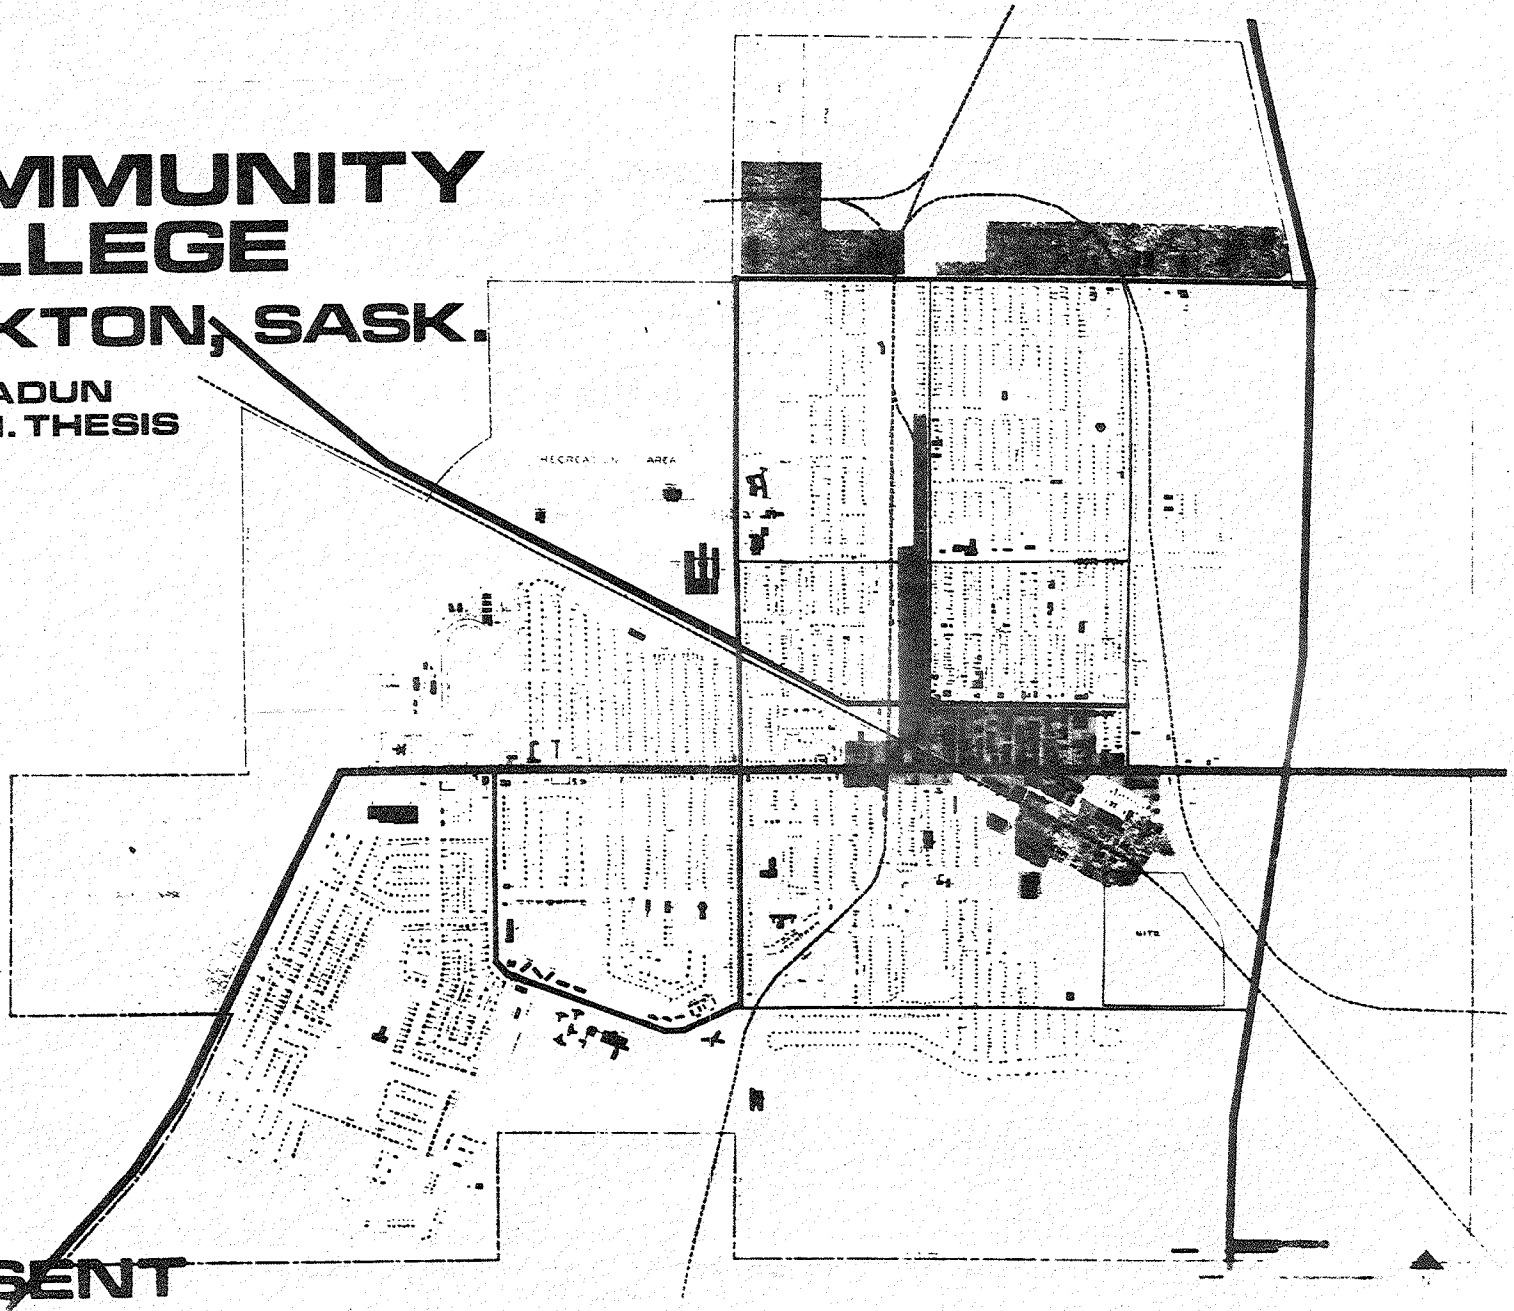 MMUNITY
LLEGE
KTON, SASK.
ADUN
. THESIS
RECREATION AREA
SITE
SENT